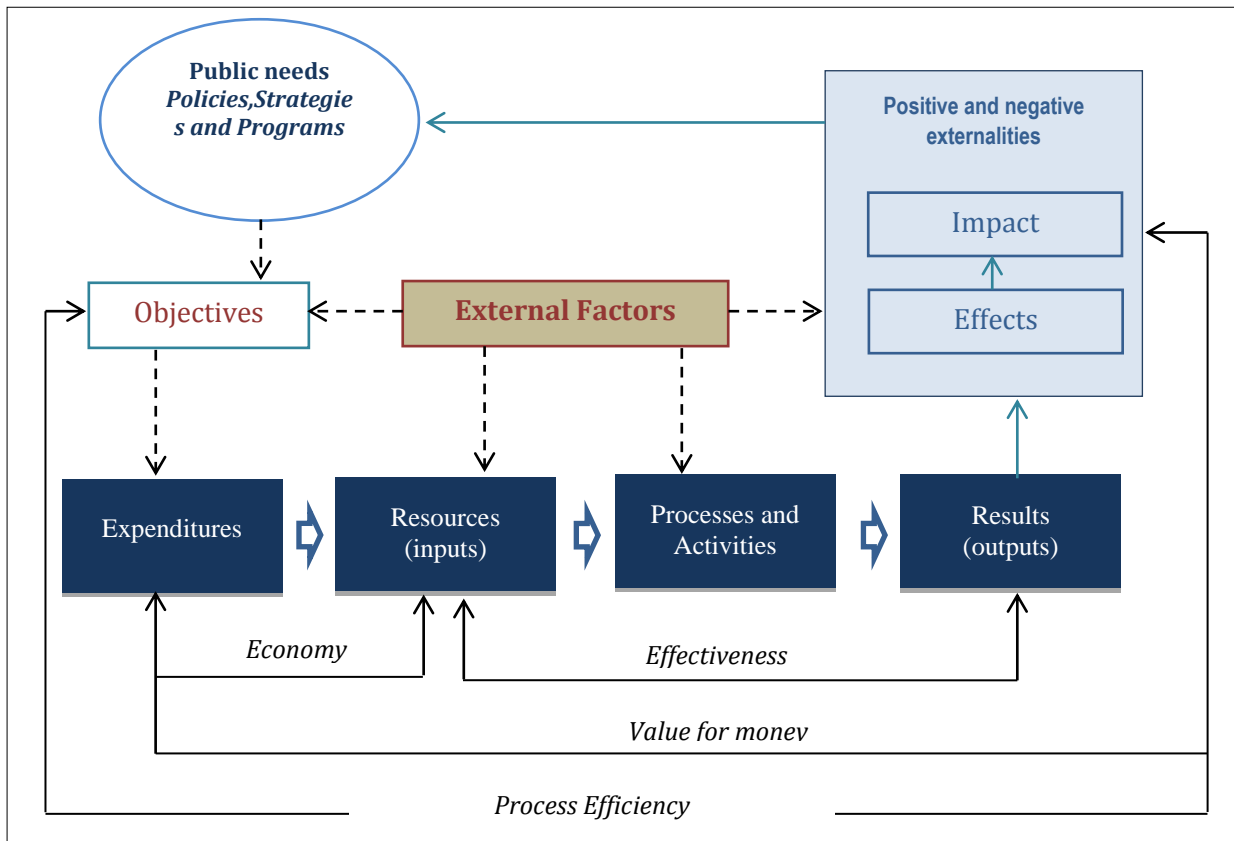 Public needs
Policies,Strategie
s and Programs
Positive and negative
externalities
Impact
Effects
Objectives
External Factors
Expenditures
Resources
(inputs)
Processes and
Activities
Results
(outputs)
Economy
Effectiveness
Value for monev
Process Efficiency